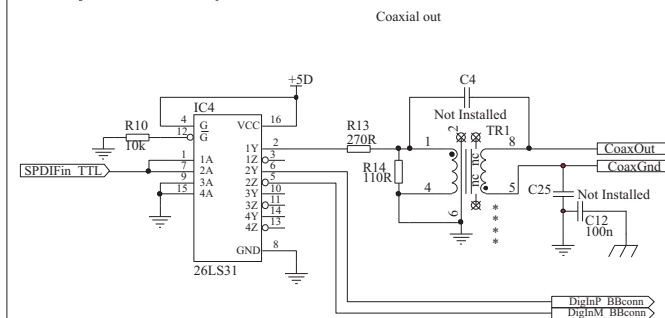 Coaxial out
+5D
C4
IC4
4
G
VCC
16
R10
12
G
10k
Not Installed
R13
270R
2
TR1
1Y
2
1
8
CoaxOut
1
1A
1Z
3
SPDIFin_TTL
7
2A
2Y
6
R14
110R
nc
nc
CoaxGnd
9
3A
2Z
5
15
4A
3Y
10
4
5
C25
Not Installed
3Z
11
4Y
14
6
C12
100n
4Z
13
*
*
*
*
GND
8
26LS31
DigInP_BBconn
DigInM_BBconn